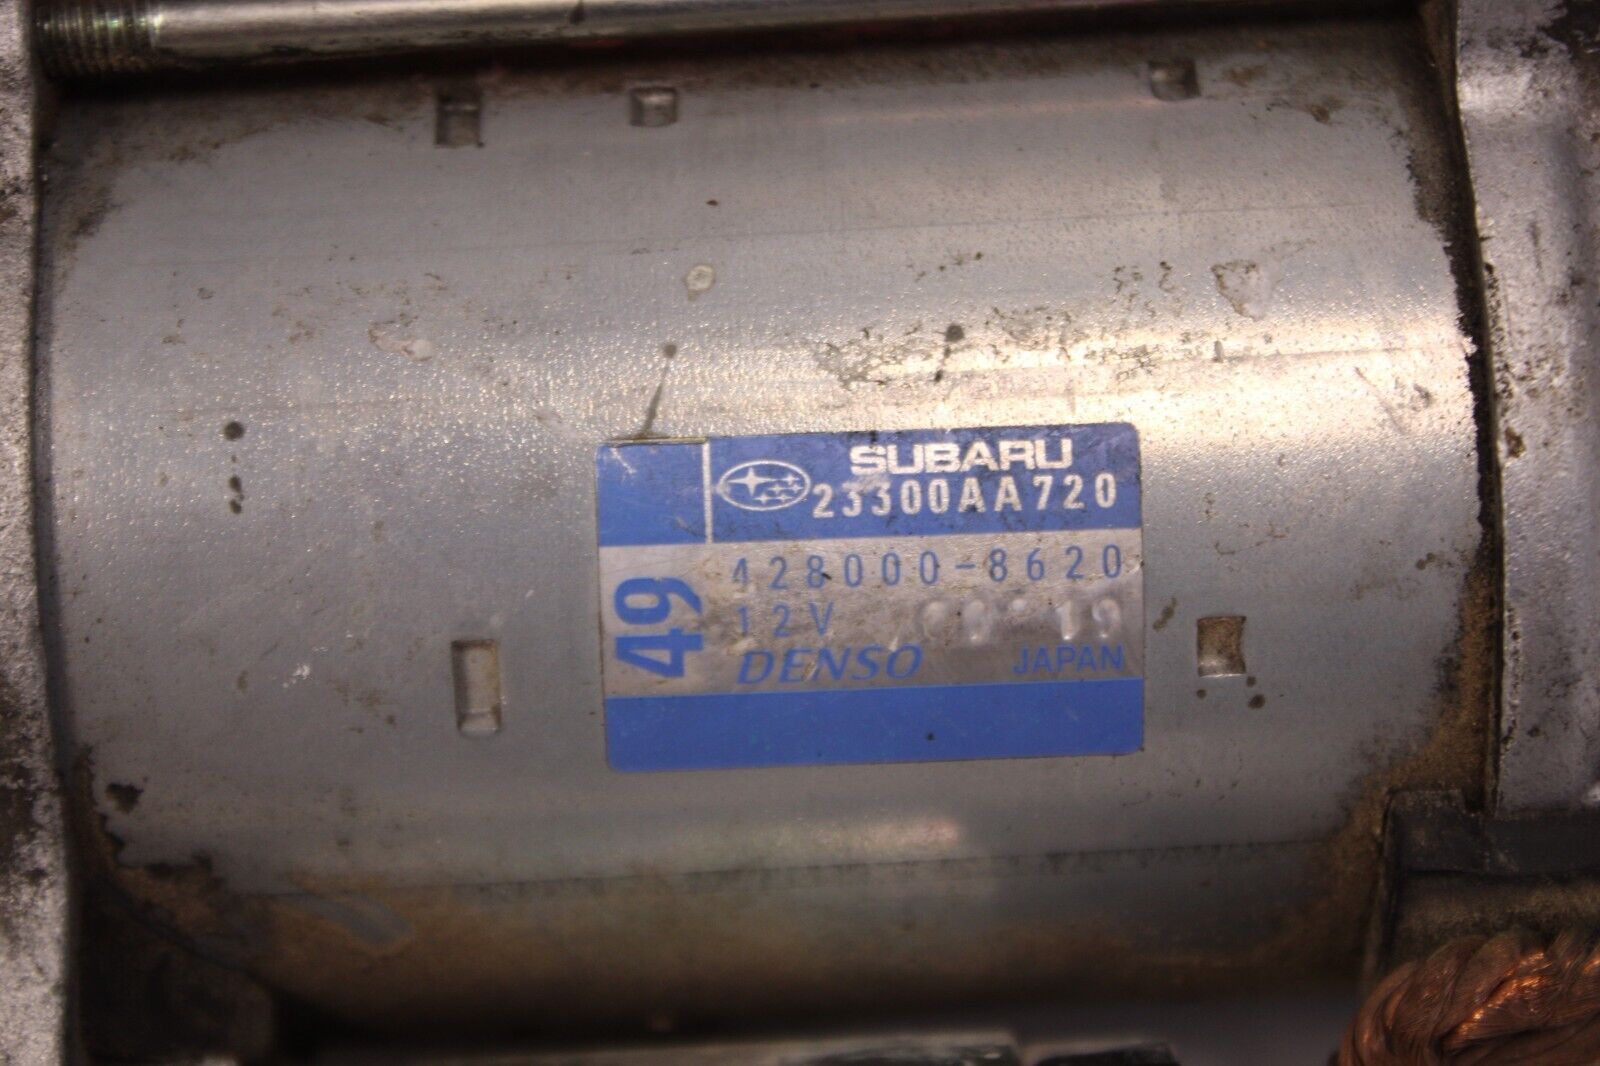 SUBARU
23300AA720
49
428000-8620
12V
DENSO JAPAN